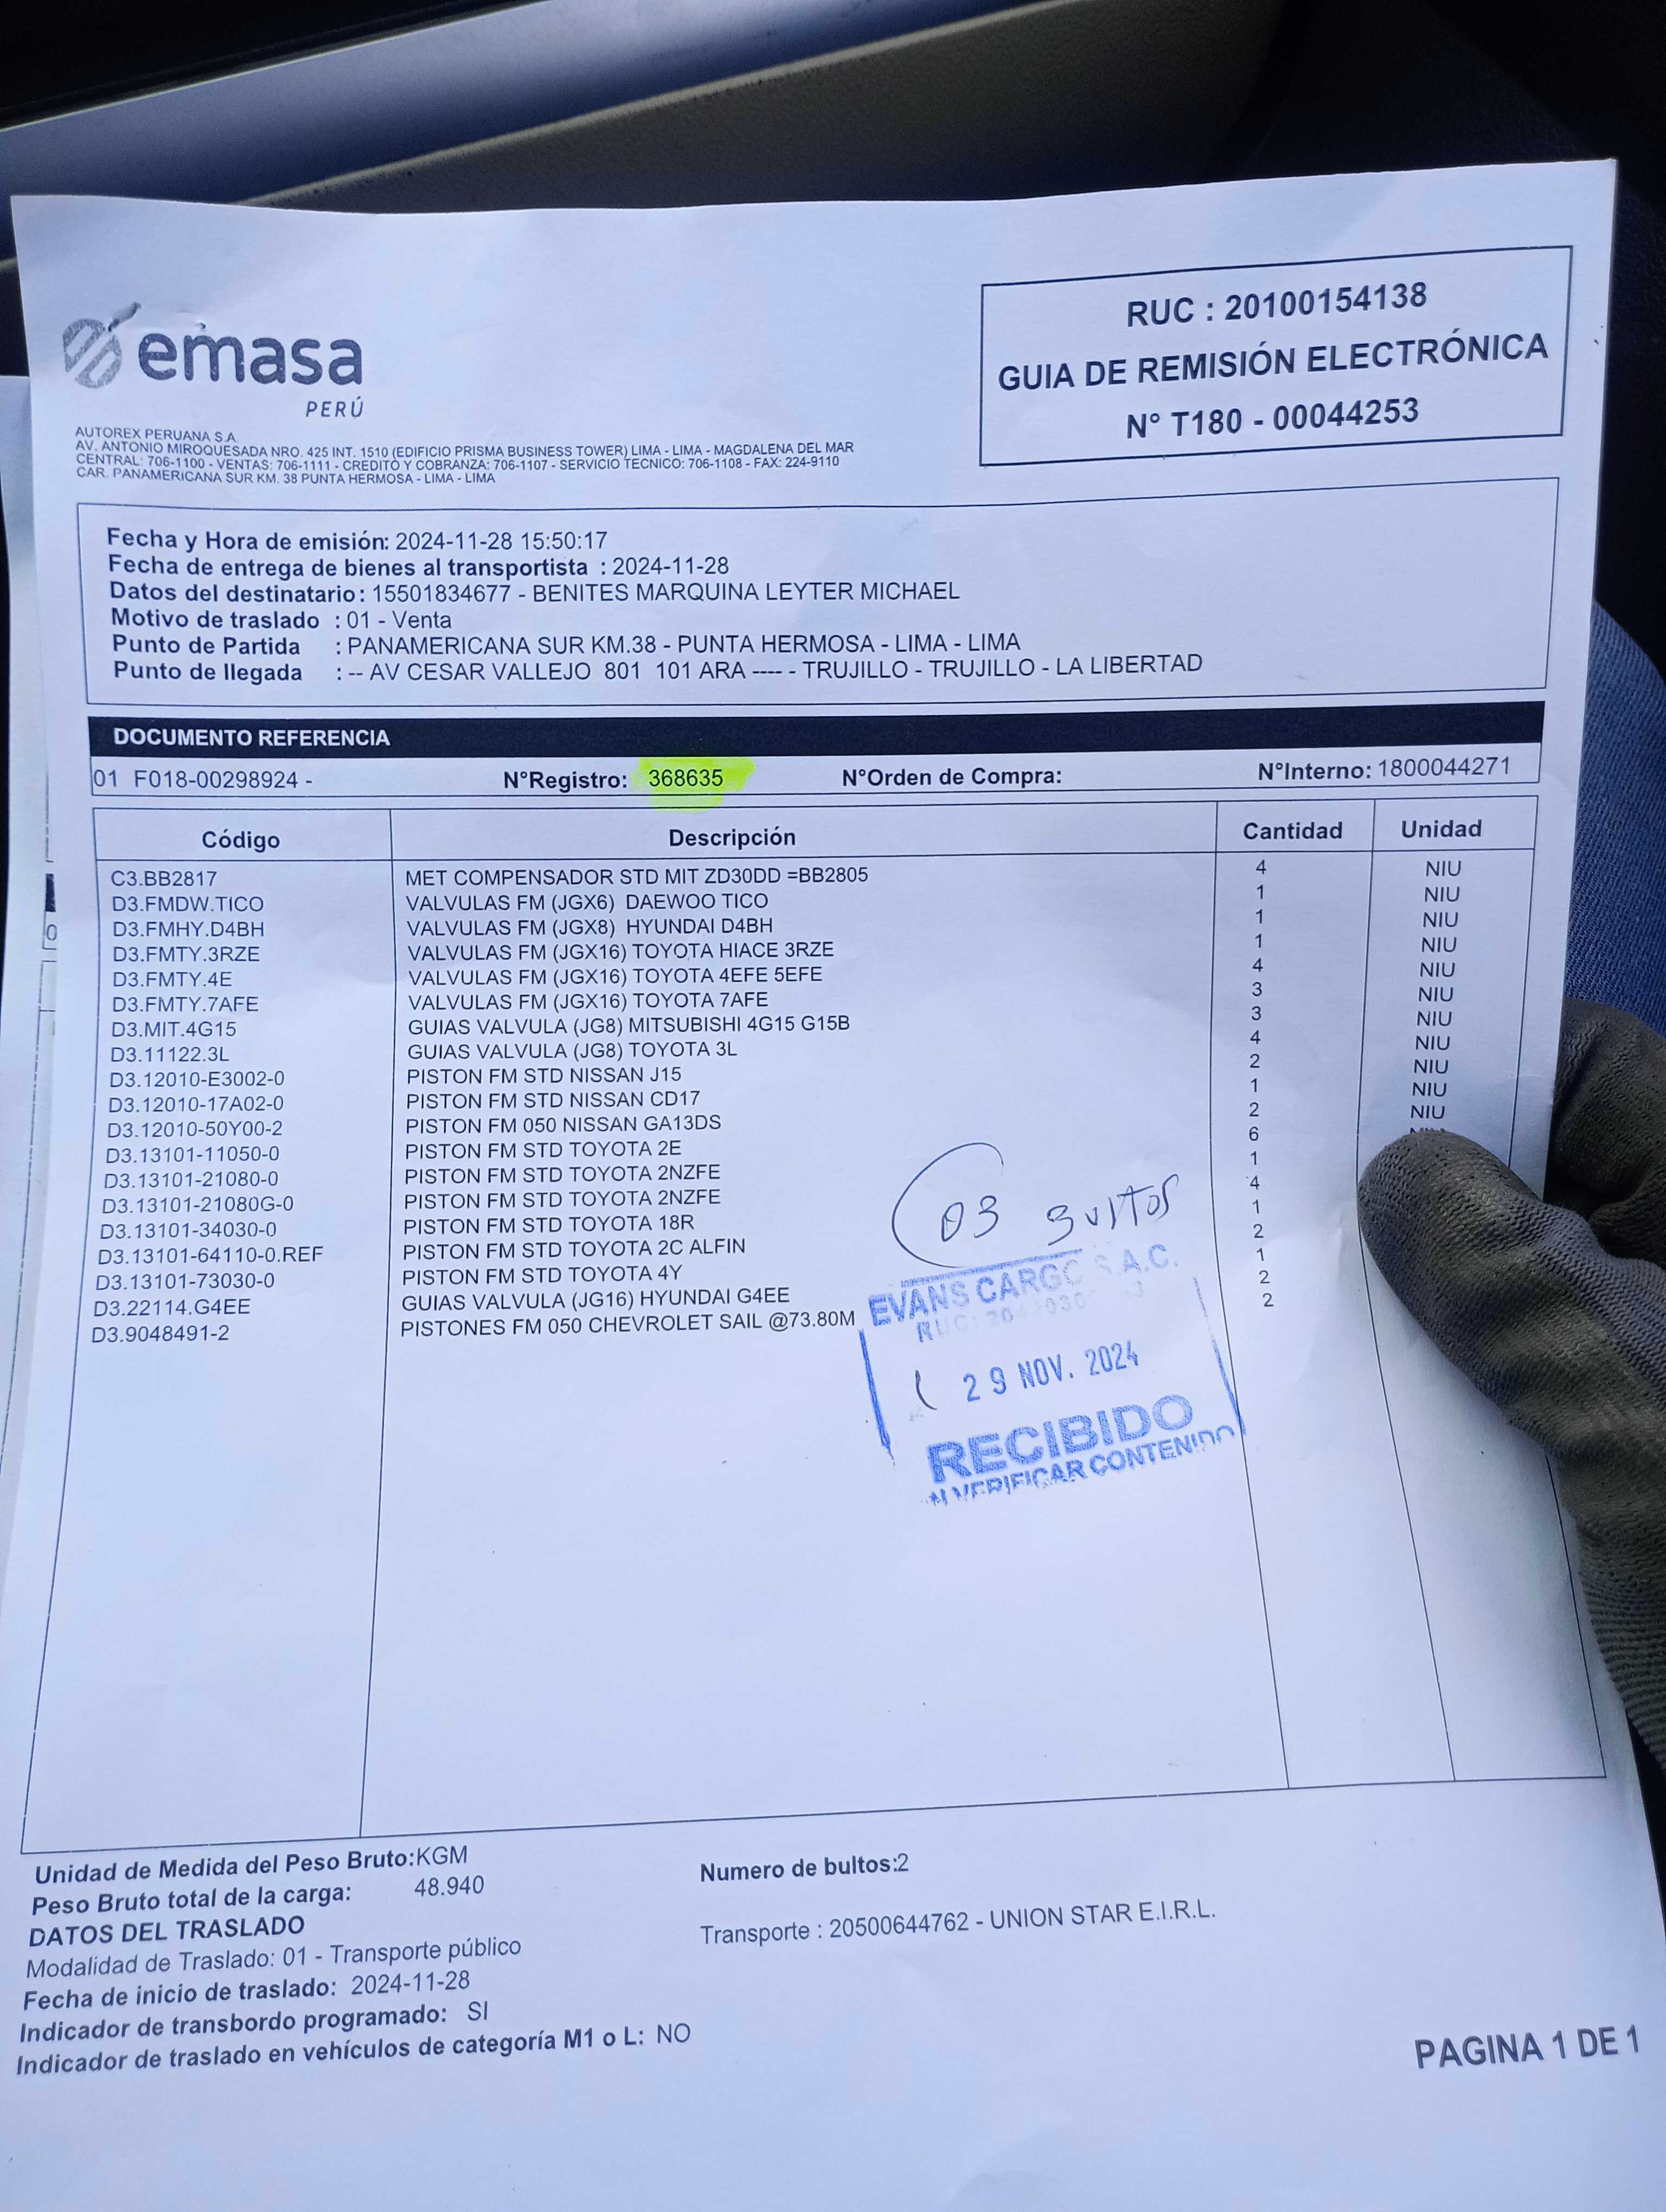 emasa
PERÚ
RUC : 20100154138
GUIA DE REMISIÓN ELECTRÓNICA
N° T180 - 00044253
AUTOREX PERUANA S.A.
AV. ANTONIO MIROQUESADA NRO. 425 INT. 1510 (EDIFICIO PRISMA BUSINESS TOWER) LIMA - LIMA - MAGDALENA DEL MAR
CENTRAL: 706-1100 - VENTAS: 706-1111 - CREDITO Y COBRANZA: 706-1107 - SERVICIO TECNICO: 706-1108 - FAX: 224-9110
CAR. PANAMERICANA SUR KM. 38 PUNTA HERMOSA - LIMA - LIMA
Fecha y Hora de emisión: 2024-11-28 15:50:17
Fecha de entrega de bienes al transportista : 2024-11-28
Datos del destinatario: 15501834677 - BENITES MARQUINA LEYTER MICHAEL
Motivo de traslado : 01 - Venta
Punto de Partida : PANAMERICANA SUR KM.38 - PUNTA HERMOSA - LIMA - LIMA
Punto de llegada : -- AV CESAR VALLEJO 801 101 ARA ---- - TRUJILLO - TRUJILLO - LA LIBERTAD
DOCUMENTO REFERENCIA
01 F018-00298924 - N°Registro: 368635 N°Orden de Compra: N°Interno: 1800044271
Código Descripción Cantidad Unidad
C3.BB2817 MET COMPENSADOR STD MIT ZD30DD =BB2805 4 NIU
D3.FMDW.TICO VALVULAS FM (JGX6) DAEWOO TICO 1 NIU
D3.FMHY.D4BH VALVULAS FM (JGX8) HYUNDAI D4BH 1 NIU
D3.FMTY.3RZE VALVULAS FM (JGX16) TOYOTA HIACE 3RZE 1 NIU
D3.FMTY.4E VALVULAS FM (JGX16) TOYOTA 4EFE 5EFE 4 NIU
D3.FMTY.7AFE VALVULAS FM (JGX16) TOYOTA 7AFE 3 NIU
D3.MIT.4G15 GUIAS VALVULA (JG8) MITSUBISHI 4G15 G15B 3 NIU
D3.11122.3L GUIAS VALVULA (JG8) TOYOTA 3L 4 NIU
D3.12010-E3002-0 PISTON FM STD NISSAN J15 2 NIU
D3.12010-17A02-0 PISTON FM STD NISSAN CD17 1 NIU
D3.12010-50Y00-2 PISTON FM 050 NISSAN GA13DS 2 NIU
D3.13101-11050-0 PISTON FM STD TOYOTA 2E 6
D3.13101-21080-0 PISTON FM STD TOYOTA 2NZFE 1
D3.13101-21080G-0 PISTON FM STD TOYOTA 2NZFE 4
D3.13101-34030-0 PISTON FM STD TOYOTA 18R 1
D3.13101-64110-0.REF PISTON FM STD TOYOTA 2C ALFIN 2
D3.13101-73030-0 PISTON FM STD TOYOTA 4Y 1
D3.22114.G4EE GUIAS VALVULA (JG16) HYUNDAI G4EE 2
D3.9048491-2 PISTONES FM 050 CHEVROLET SAIL @73.80M 2
03 Bultos
EVANS CARGO S.A.C.
RUC:
29 NOV. 2024
RECIBIDO
VERIFICAR CONTENIDO
Unidad de Medida del Peso Bruto:KGM
Peso Bruto total de la carga: 48.940
Numero de bultos:2
DATOS DEL TRASLADO
Transporte : 20500644762 - UNION STAR E.I.R.L.
Modalidad de Traslado: 01 - Transporte público
Fecha de inicio de traslado: 2024-11-28
Indicador de transbordo programado: SI
Indicador de traslado en vehículos de categoría M1 o L: NO
PAGINA 1 DE 1